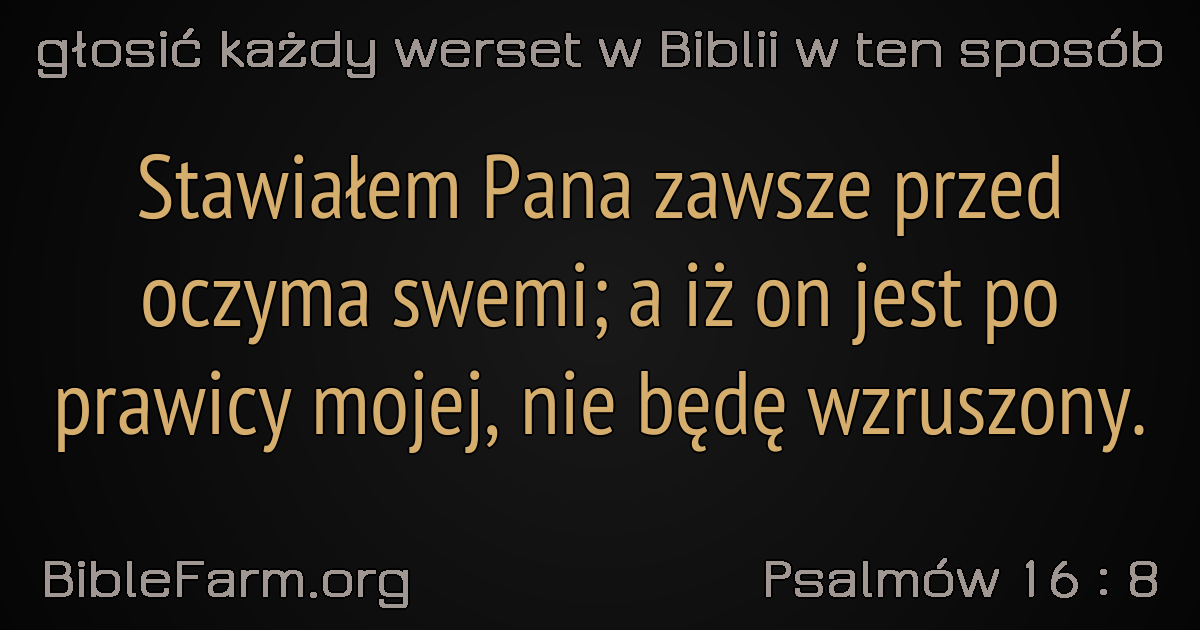 głosić każdy werset w Biblii w ten sposób
Stawiałem Pana zawsze przed
oczyma swemi; a iż on jest po
prawicy mojej, nie będę wzruszony.
BibleFarm.org
Psalmów 16 : 8